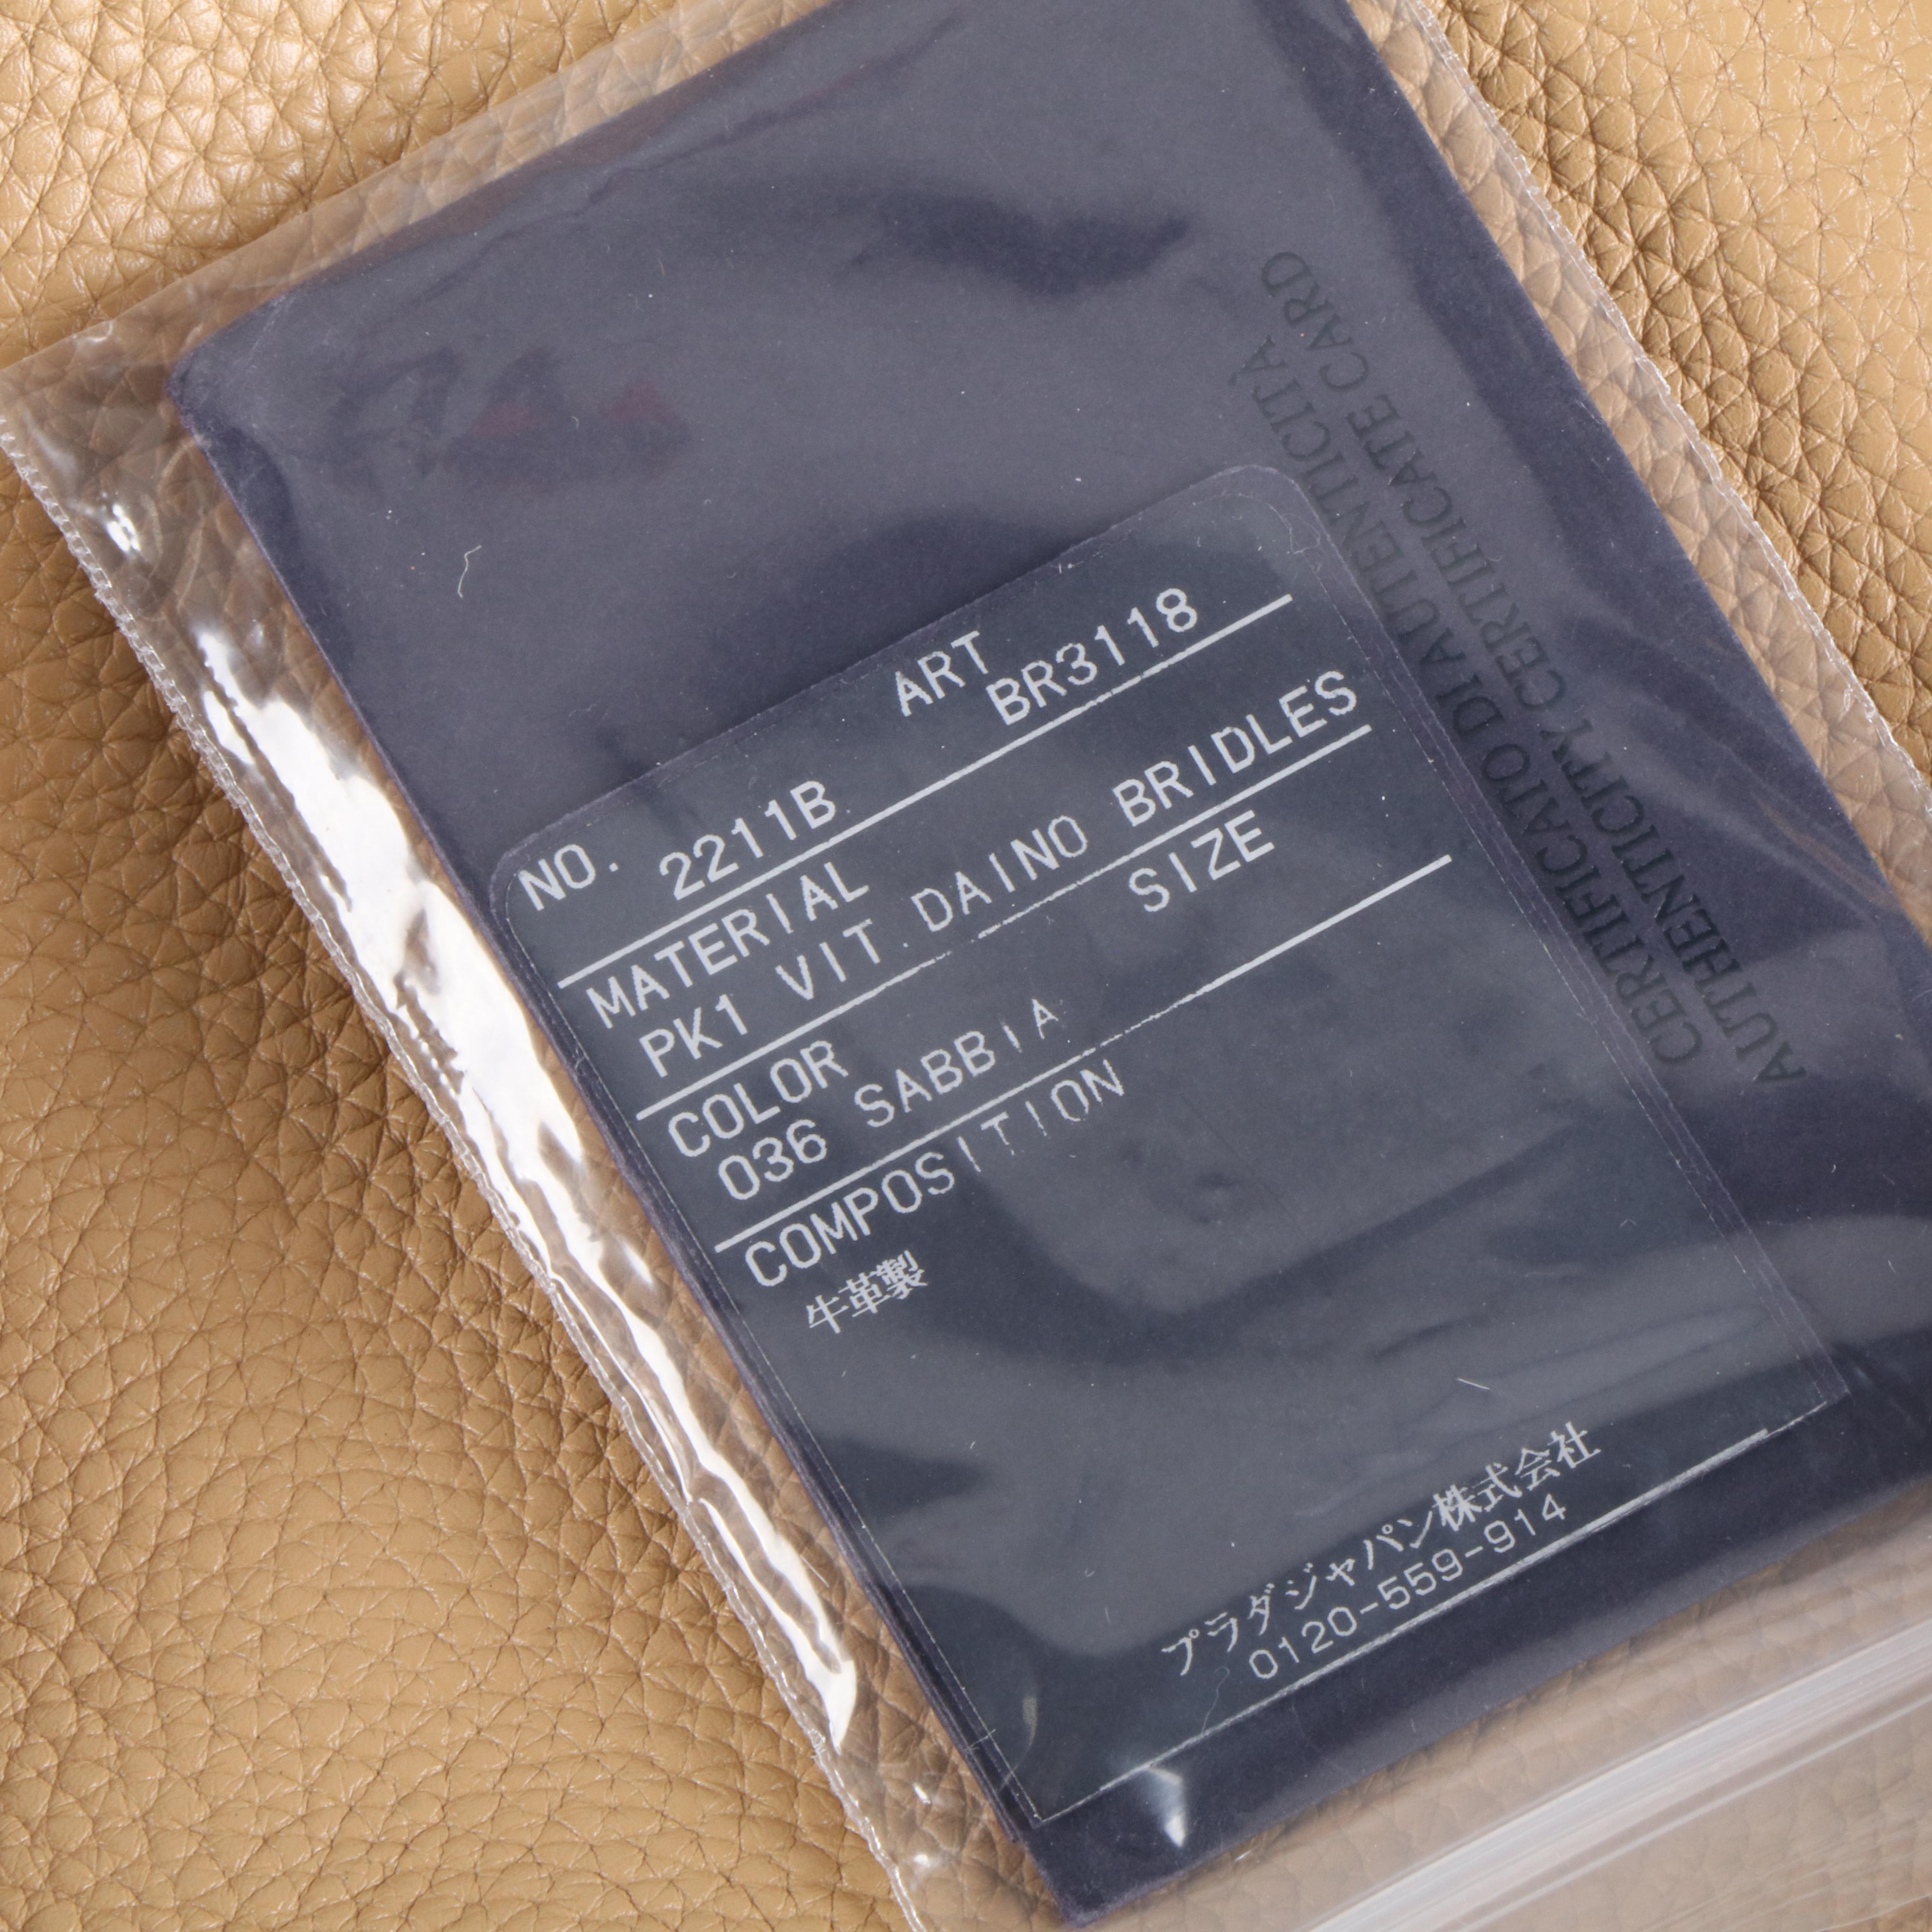 NO. ART
2211B BR3118
MATERIAL
PK1 VIT.DAINO BRIDLES
COLOR SIZE
036 SABBIA
COMPOSITION
牛革製
プラダジャパン株式会社
0120-559-914
CERTIFICATO DI AUTENTICITÀ
AUTHENTICITY CERTIFICATE CARD